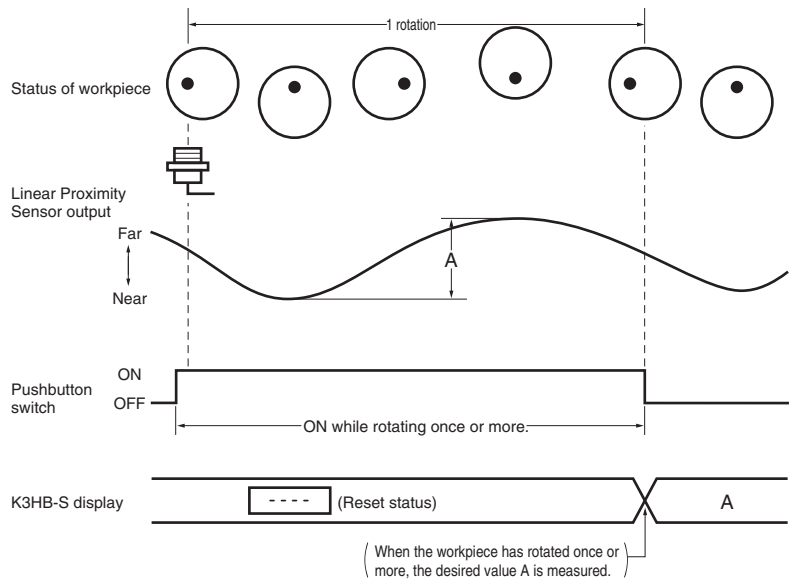 1 rotation
Status of workpiece
Linear Proximity
Sensor output
Far
A
Near
ON
Pushbutton
switch
OFF
ON while rotating once or more.
K3HB-S display
- - - -
(Reset status)
A
(When the workpiece has rotated once or
more, the desired value A is measured.)